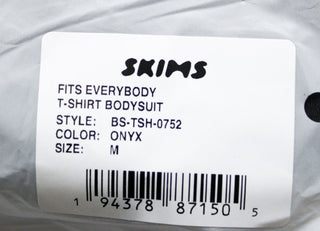 SKIMS
FITS EVERYBODY
T-SHIRT BODYSUIT
STYLE: BS-TSH-0752
COLOR: ONYX
SIZE: M
1 94378 87150 5